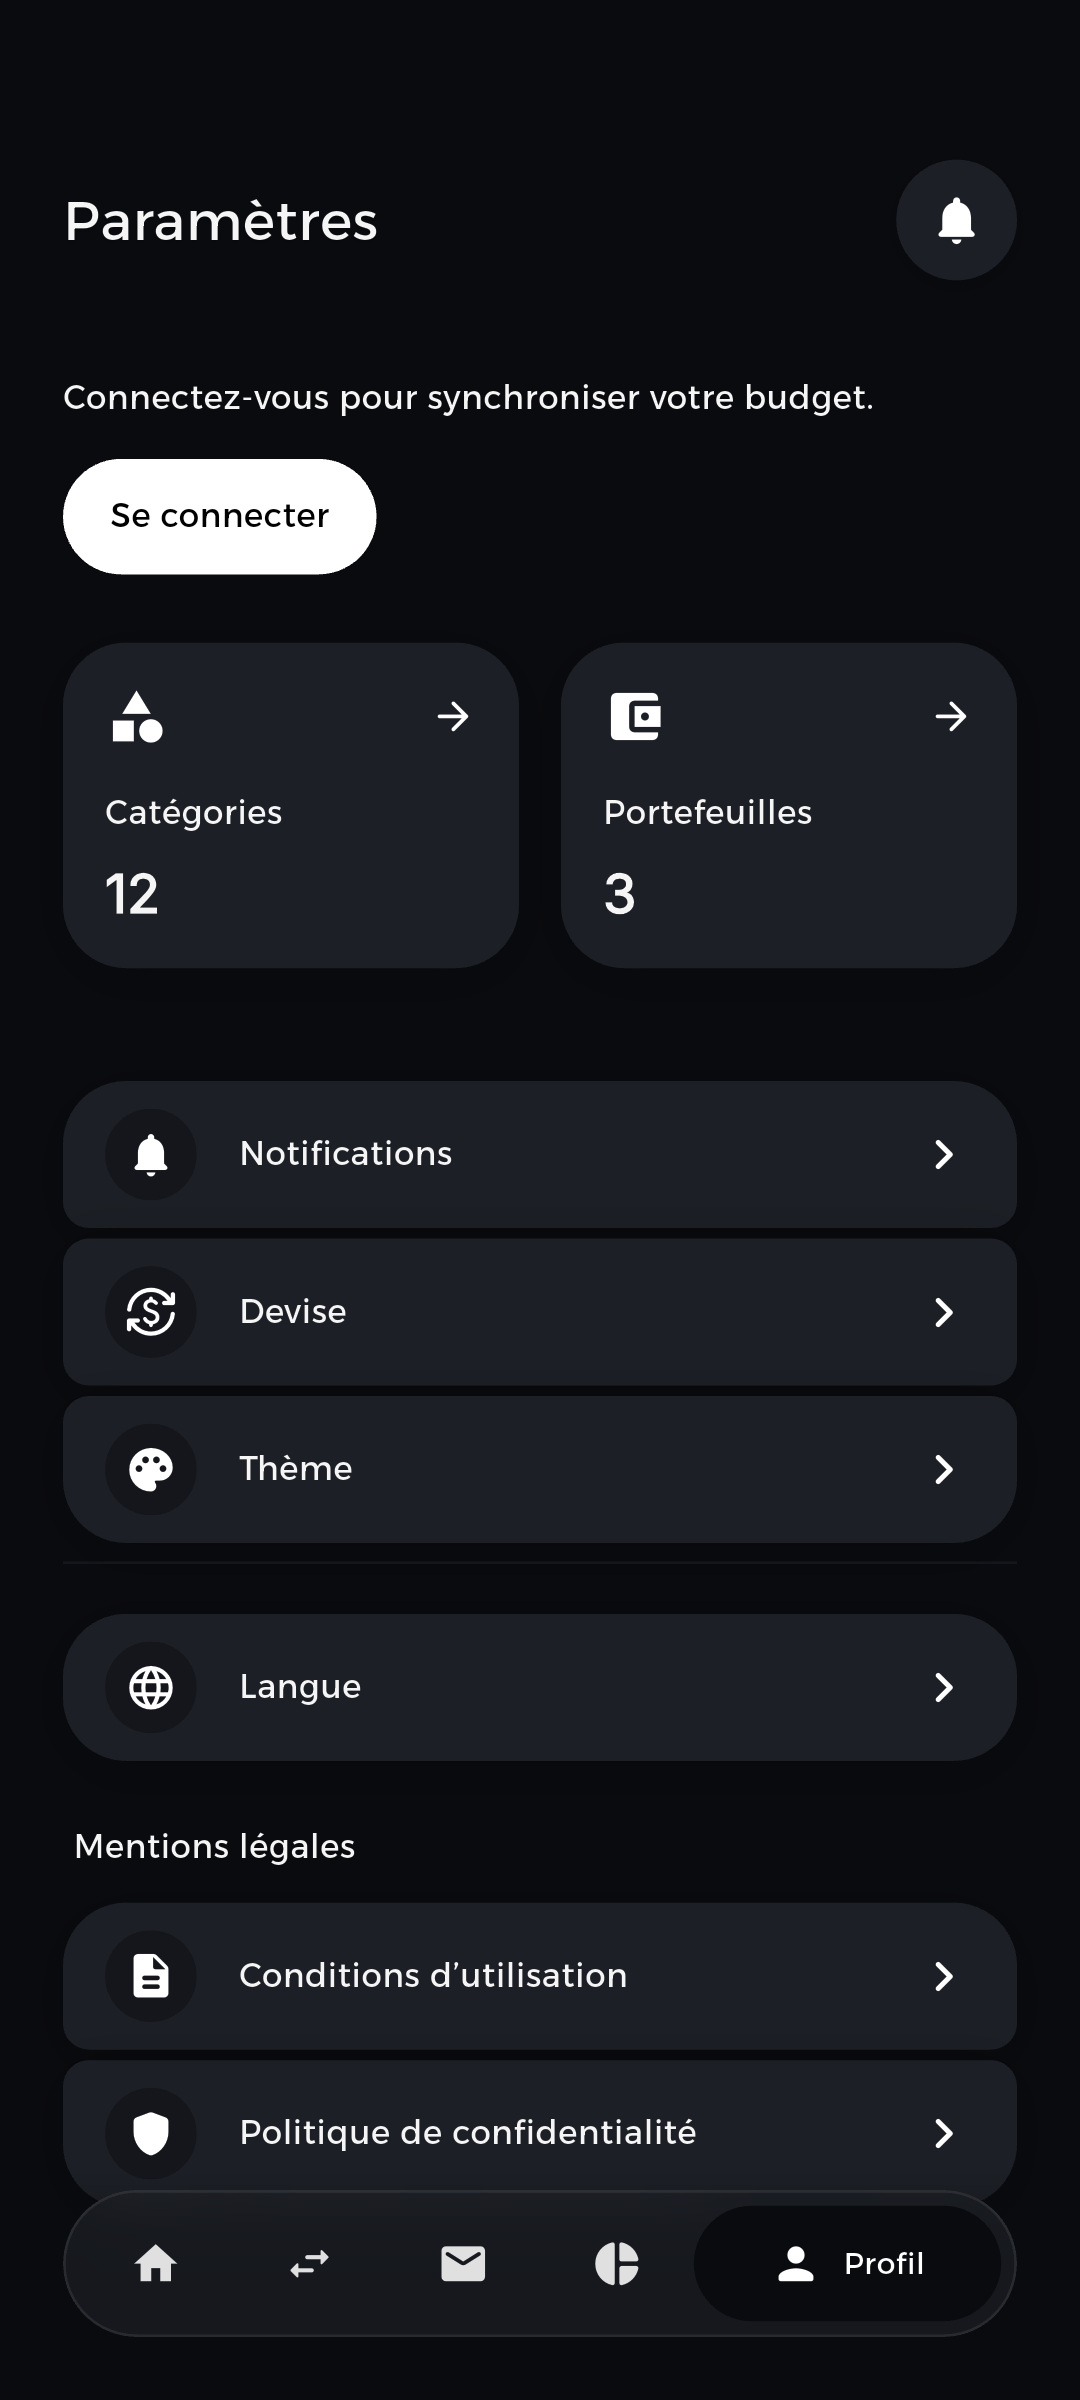 Paramètres
Connectez-vous pour synchroniser votre budget.
Se connecter
Catégories
12
Portefeuilles
3
Notifications
Devise
Thème
Langue
Mentions légales
Conditions d’utilisation
Politique de confidentialité
Profil